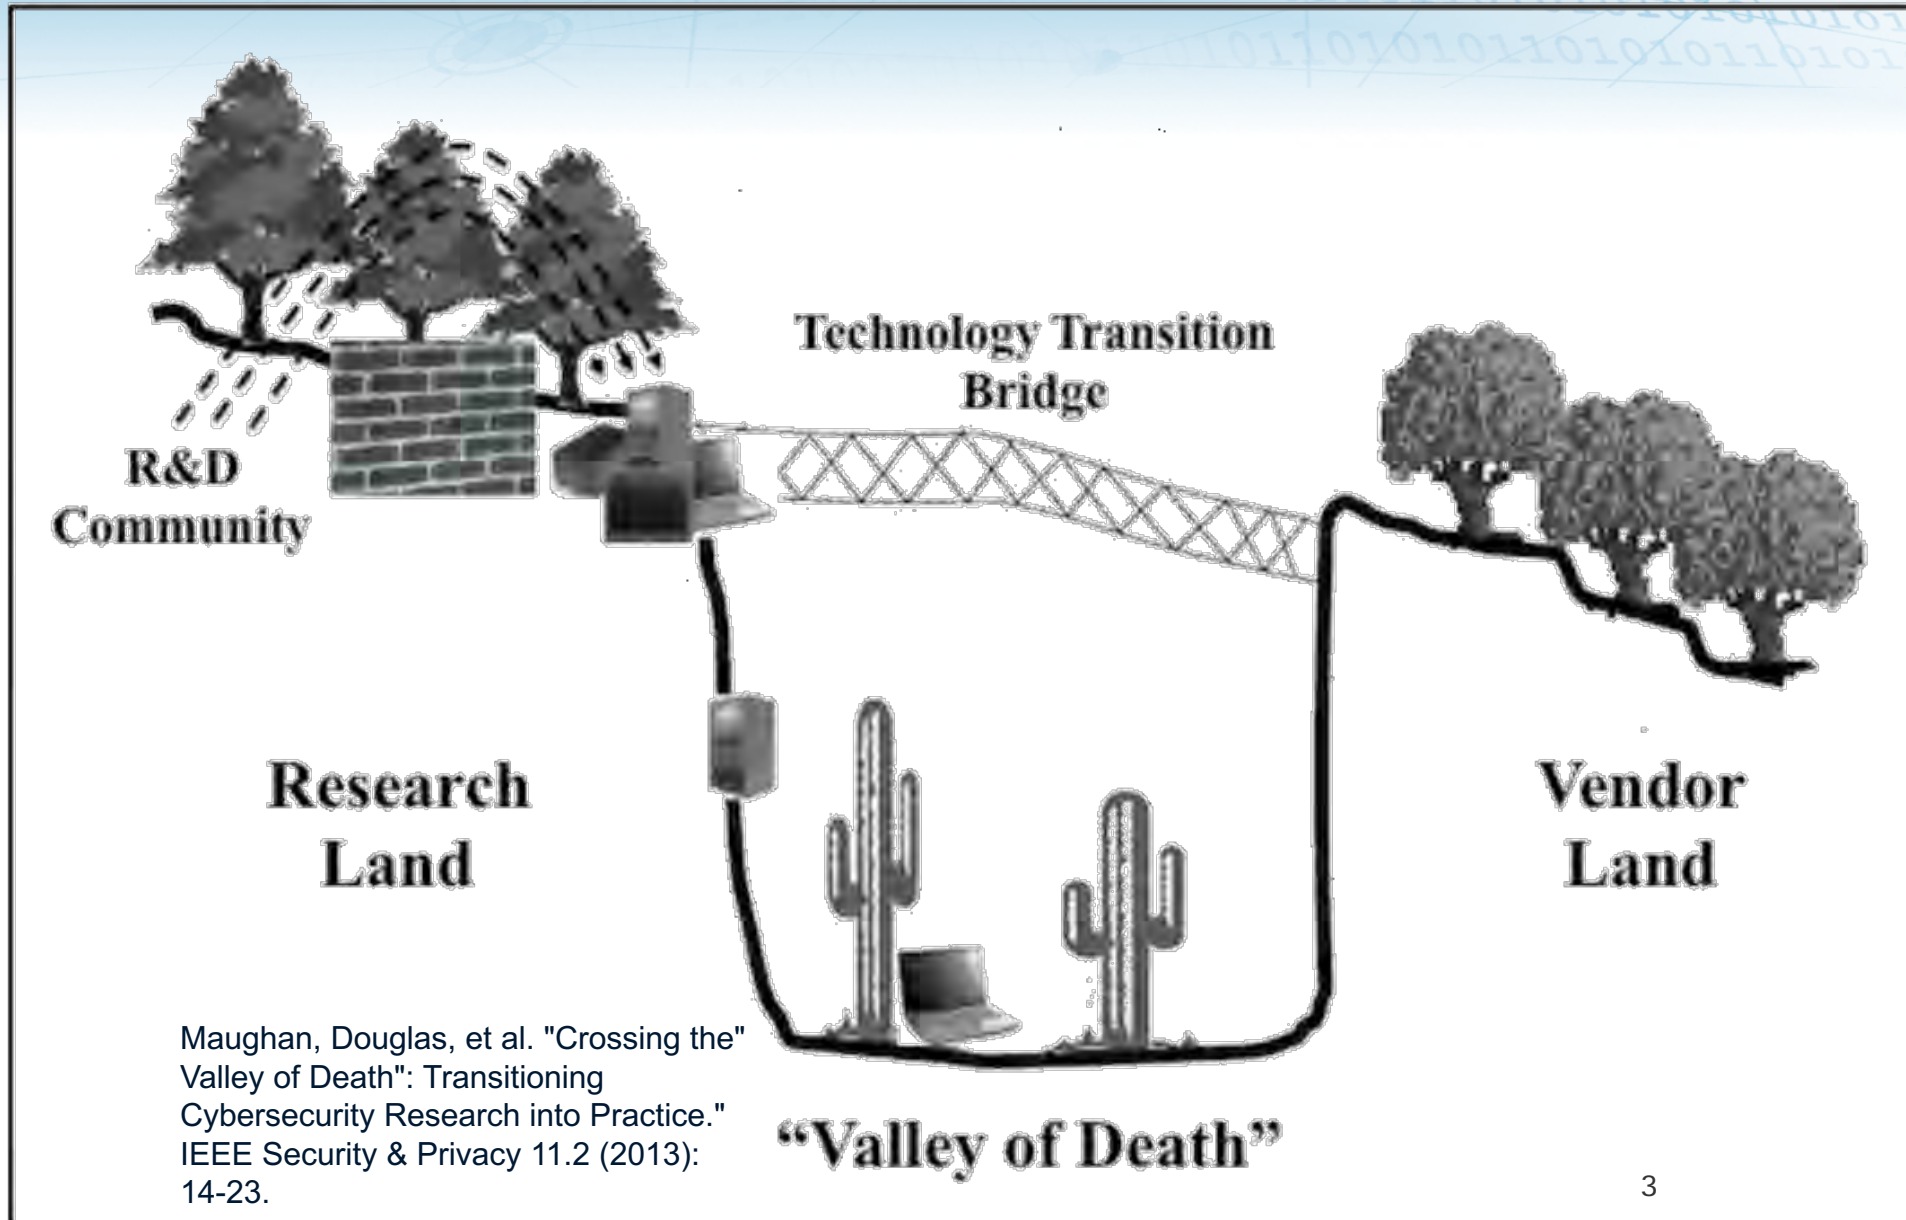 Technology Transition
Bridge
R&D
Community
Research
Land
Vendor
Land
Maughan, Douglas, et al. "Crossing the"
Valley of Death": Transitioning
Cybersecurity Research into Practice."
IEEE Security & Privacy 11.2 (2013):
14-23.
“Valley of Death”
3